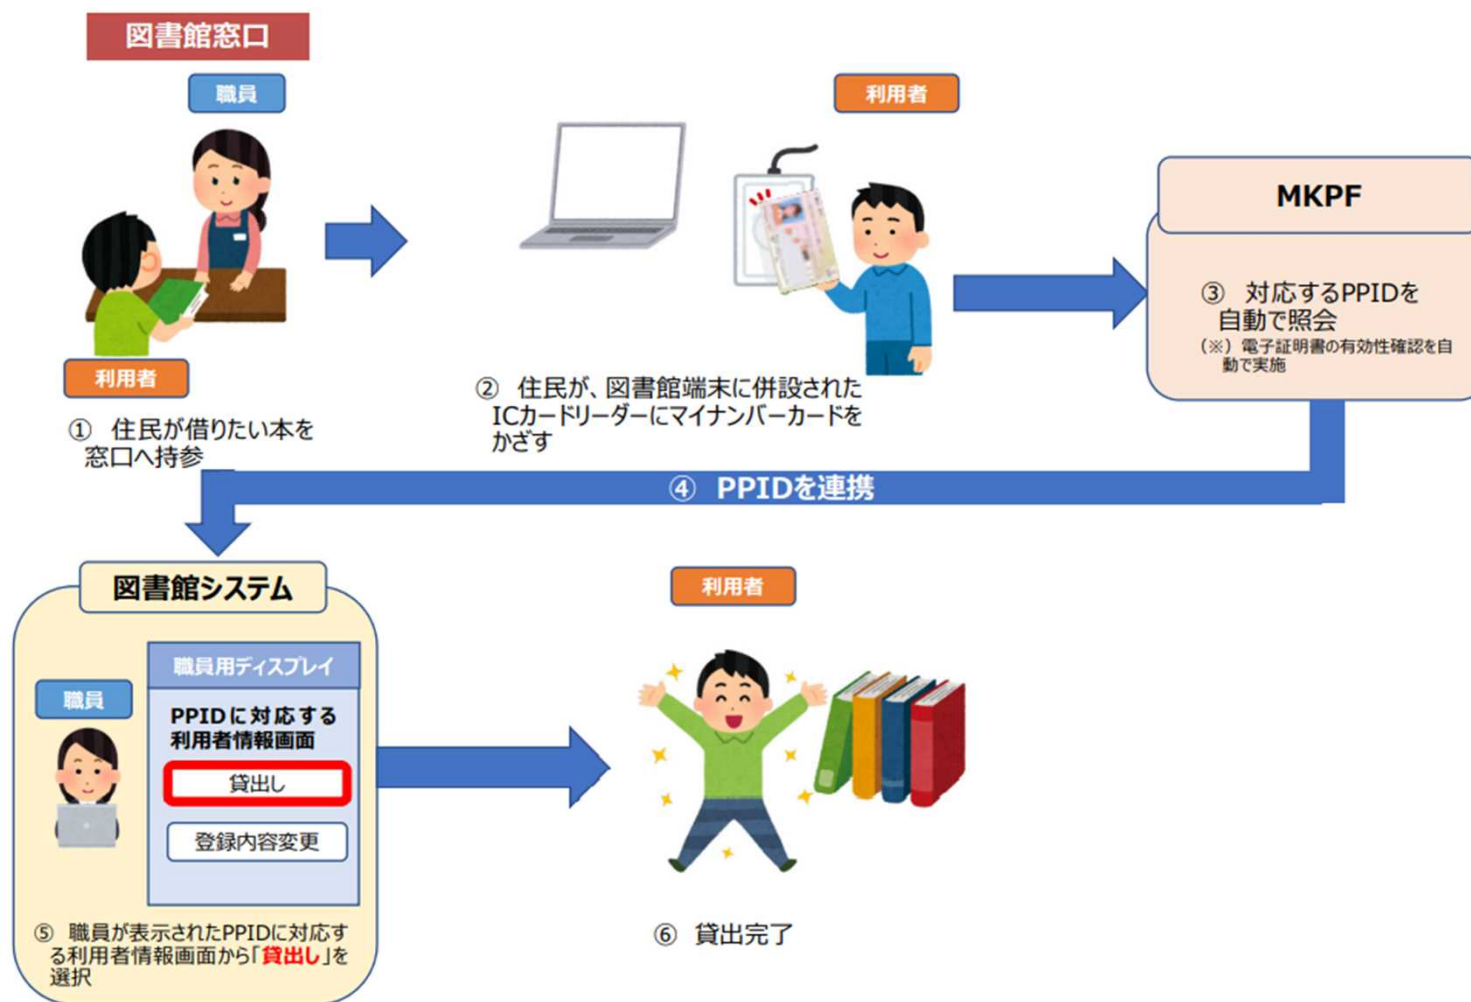 図書館窓口
職員
利用者
① 住民が借りたい本を
窓口へ持参
利用者
② 住民が、図書館端末に併設された
ICカードリーダーにマイナンバーカードを
かざす
MKPF
③ 対応するPPIDを
自動で照会
(※) 電子証明書の有効性確認を自
動で実施
④ PPIDを連携
図書館システム
職員
職員用ディスプレイ
PPIDに対応する
利用者情報画面
貸出し
登録内容変更
⑤ 職員が表示されたPPIDに対応す
る利用者情報画面から「貸出し」を
選択
利用者
⑥ 貸出完了